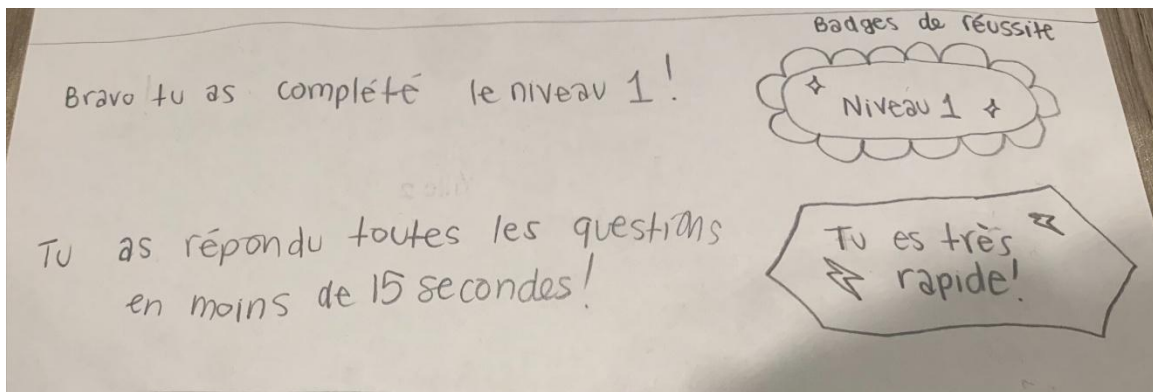 Badges de réussite
Bravo tu as complété le niveau 1!
Niveau 1
Tu as répondu toutes les questions
en moins de 15 secondes!
Tu es très
rapide!